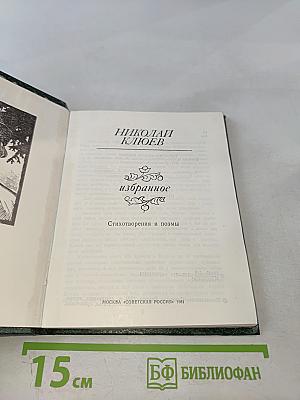 НИКОЛАЙ
КЛЮЕВ
избранное
Стихотворения и поэмы
МОСКВА «СОВЕТСКАЯ РОССИЯ» 1981
15 см
БФ БИБЛИОФАН